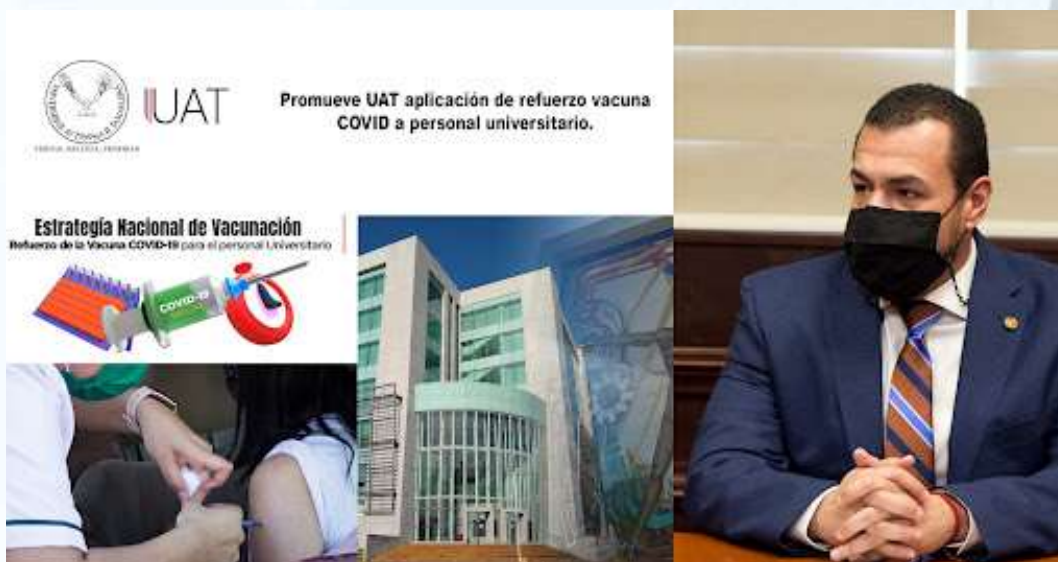 UAT
Promueve UAT aplicación de refuerzo vacuna
COVID a personal universitario.
Estrategía Nacional de Vacunación
Refuerzo de la Vacuna COVID-19 para el personal Universitario
COVID-19